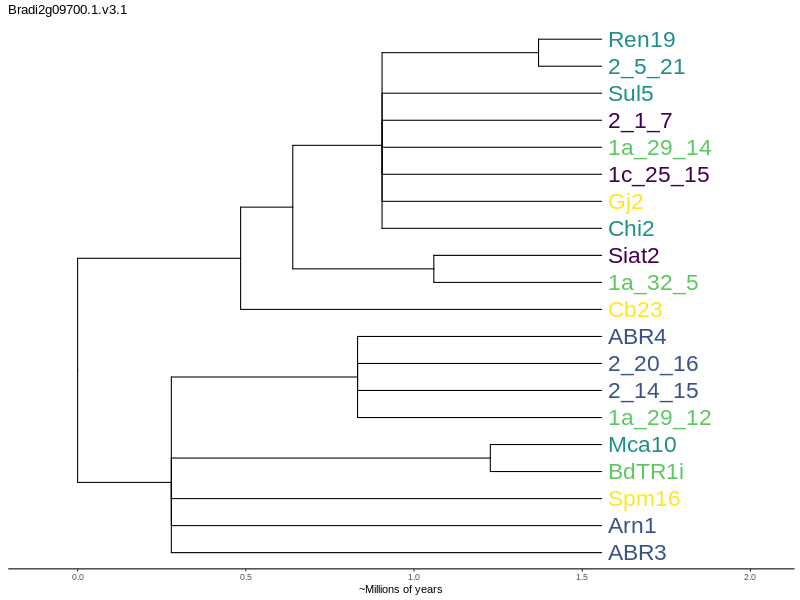 Bradi2g09700.1.v3.1
Ren19
2_5_21
Sul5
2_1_7
1a_29_14
1c_25_15
Gj2
Chi2
Siat2
1a_32_5
Cb23
ABR4
2_20_16
2_14_15
1a_29_12
Mca10
BdTR1i
Spm16
Arn1
ABR3
0.0 0.5 1.0 1.5 2.0
~Millions of years